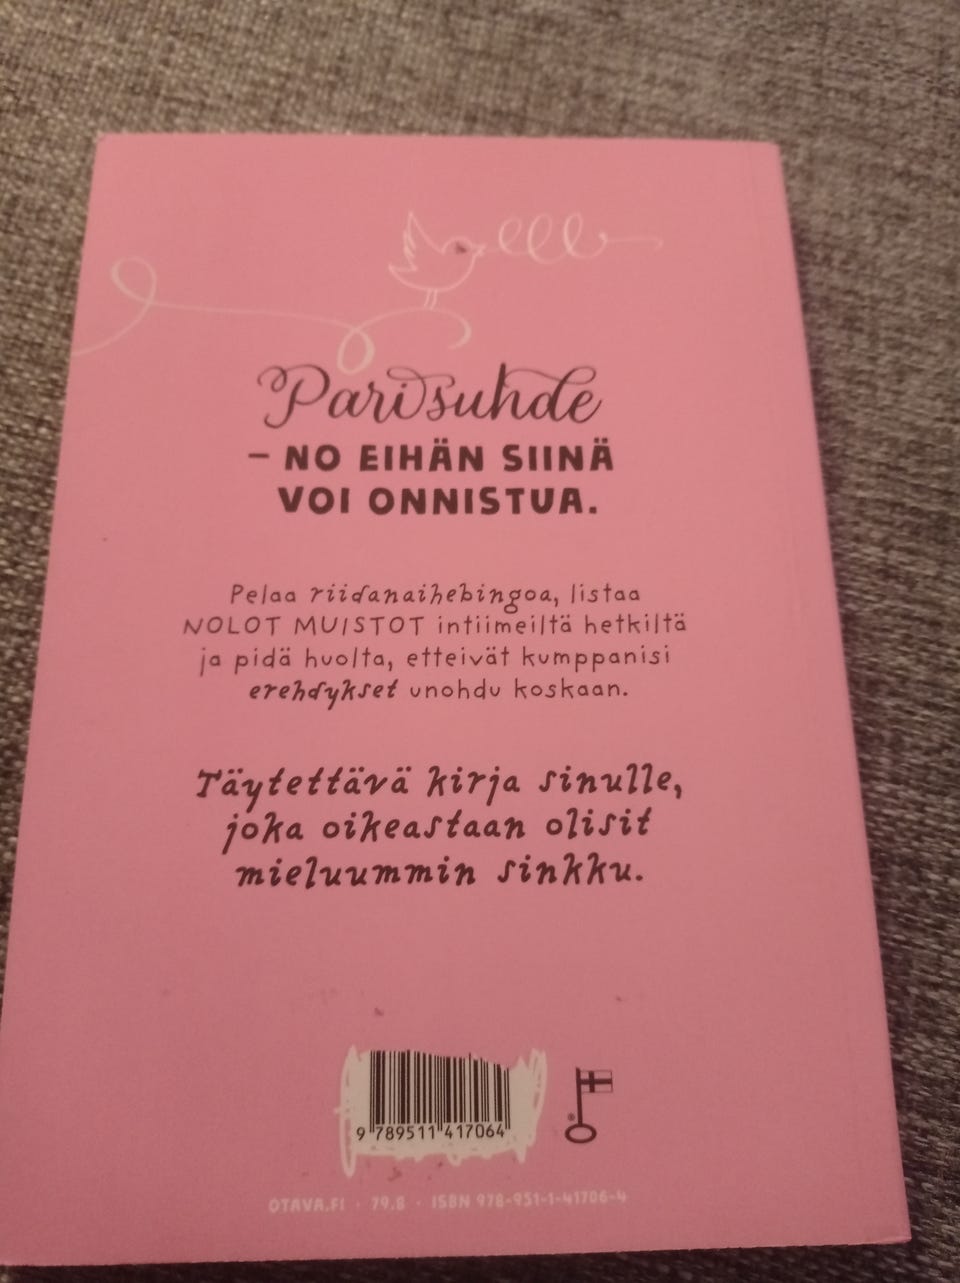 Parisuhde
– NO EIHÄN SIINÄ
VOI ONNISTUA.
Pelaa riidanaihebingoa, listaa
NOLOT MUISTOT intiimeiltä hetkiltä
ja pidä huolta, etteivät kumppanisi
erehdykset unohdu koskaan.
Täytettävä kirja sinulle,
joka oikeastaan olisit
mieluummin sinkku.
9 789511 417064
®
OTAVA.FI · 79.8 · ISBN 978-951-1-41706-4